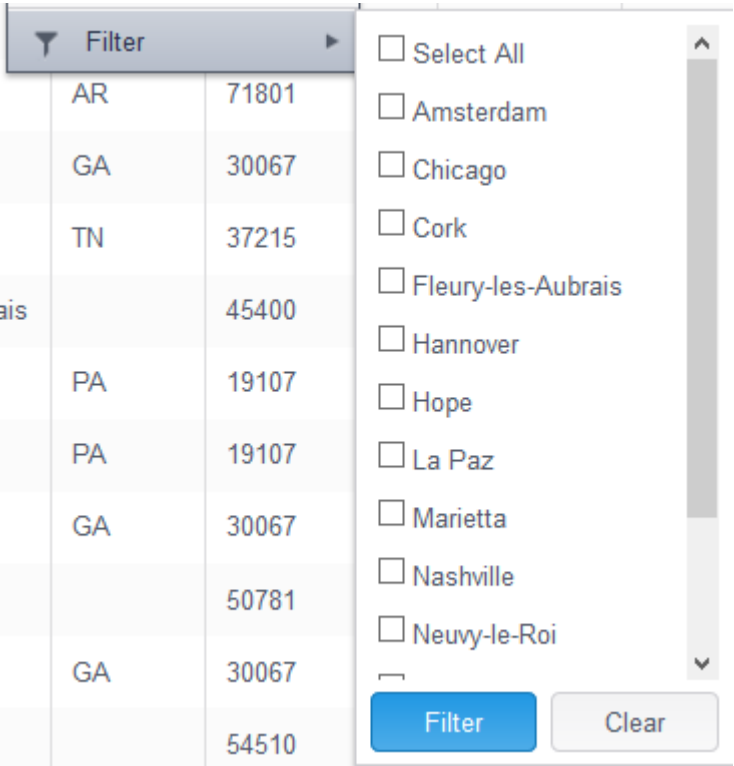 Filter
AR 71801
GA 30067
TN 37215
ais 45400
PA 19107
PA 19107
GA 30067
50781
GA 30067
54510
Select All
Amsterdam
Chicago
Cork
Fleury-les-Aubrais
Hannover
Hope
La Paz
Marietta
Nashville
Neuvy-le-Roi
Filter Clear